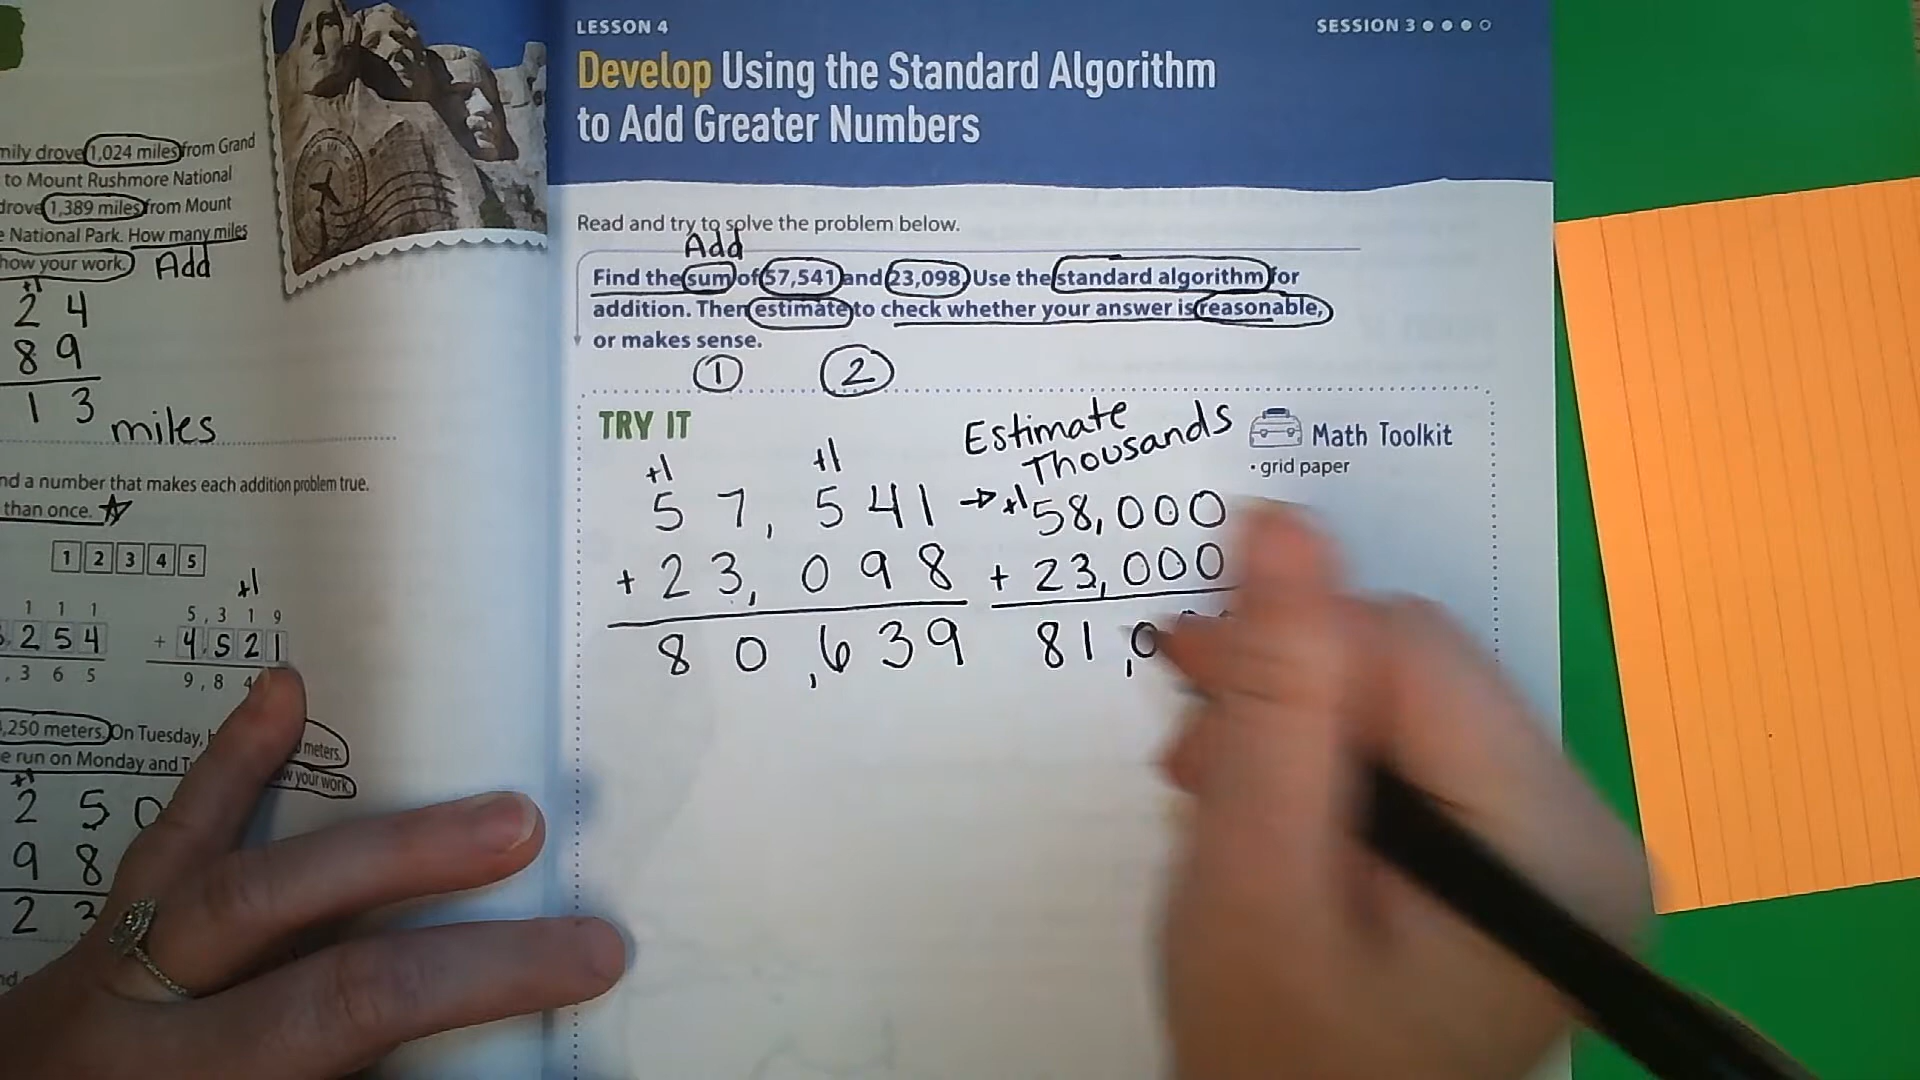 mily drove 1,024 miles from Grand
to Mount Rushmore National
drove 1,389 miles from Mount
National Park. How many miles
how your work. Add
+1
2 4
8 9
1 3 miles
nd a number that makes each addition problem true.
than once.
1 2 3 4 5
+1
1 1 1 5,319
254 + 4,521
,365 9,84
,250 meters. On Tuesday, meters.
e run on Monday and your work.
+1
2 5 0
9 8
2 3
LESSON 4 SESSION 3
Develop Using the Standard Algorithm
to Add Greater Numbers
Read and try to solve the problem below.
Add
Find the sum of 57,541 and 23,098. Use the standard algorithm for
addition. Then estimate to check whether your answer is reasonable,
or makes sense.
1 2
TRY IT Estimate Math Toolkit
Thousands • grid paper
+1 +1
57,541 → +1 58,000
+ 23,098 + 23,000
80,639 81,0